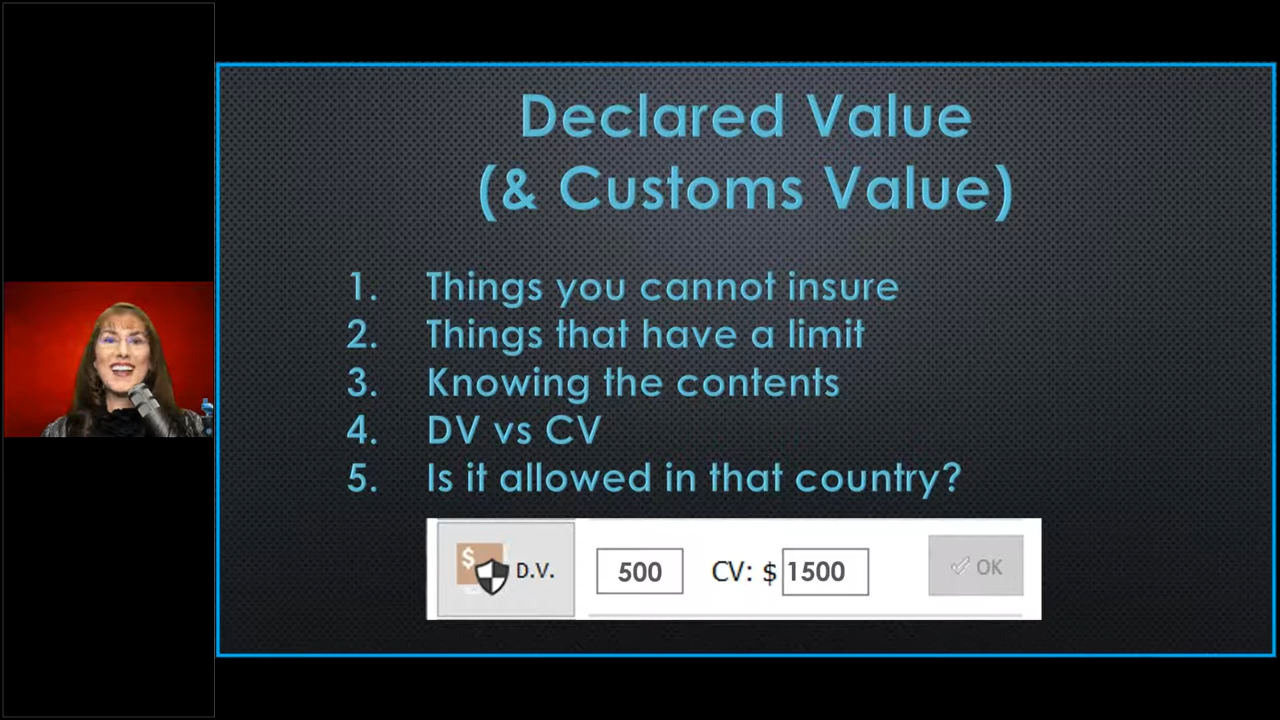 Declared Value
(& Customs Value)
1. Things you cannot insure
2. Things that have a limit
3. Knowing the contents
4. DV vs CV
5. Is it allowed in that country?
$ D.V. 500 CV: $ 1500 OK